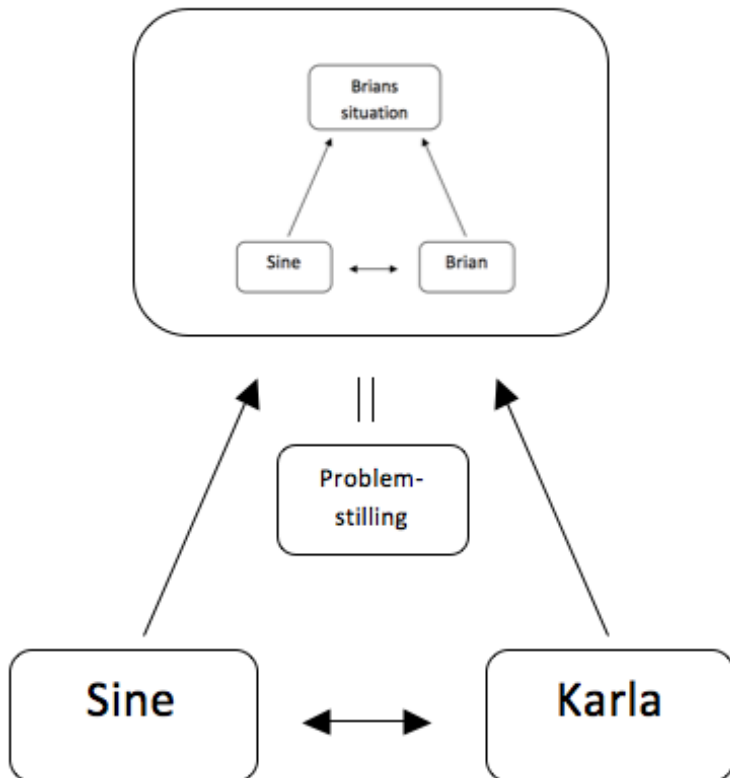 Brians
situation
Sine
Brian
Problem-
stilling
Sine
Karla